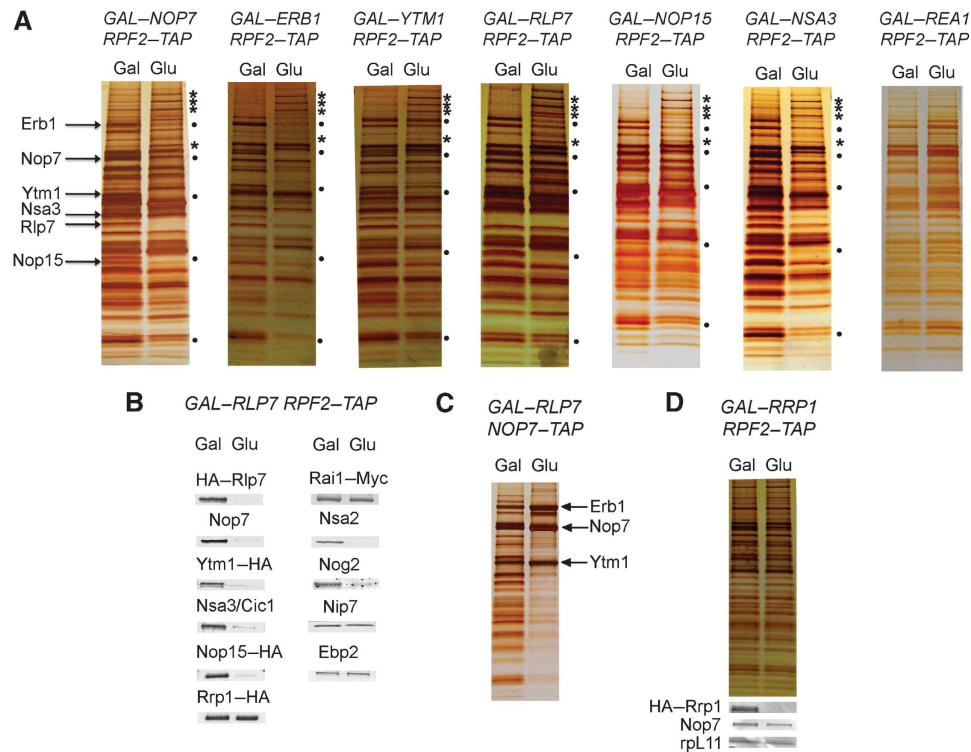 A
GAL–NOP7 RPF2–TAP
GAL–ERB1 RPF2–TAP
GAL–YTM1 RPF2–TAP
GAL–RLP7 RPF2–TAP
GAL–NOP15 RPF2–TAP
GAL–NSA3 RPF2–TAP
GAL–REA1 RPF2–TAP
Gal Glu
Gal Glu
Gal Glu
Gal Glu
Gal Glu
Gal Glu
Gal Glu
Erb1
Nop7
Ytm1
Nsa3
Rlp7
Nop15
B
GAL–RLP7 RPF2–TAP
Gal Glu
HA–Rlp7
Nop7
Ytm1–HA
Nsa3/Cic1
Nop15–HA
Rrp1–HA
Gal Glu
Rai1–Myc
Nsa2
Nog2
Nip7
Ebp2
C
GAL–RLP7
NOP7–TAP
Gal Glu
Erb1
Nop7
Ytm1
D
GAL–RRP1
RPF2–TAP
Gal Glu
HA–Rrp1
Nop7
rpL11